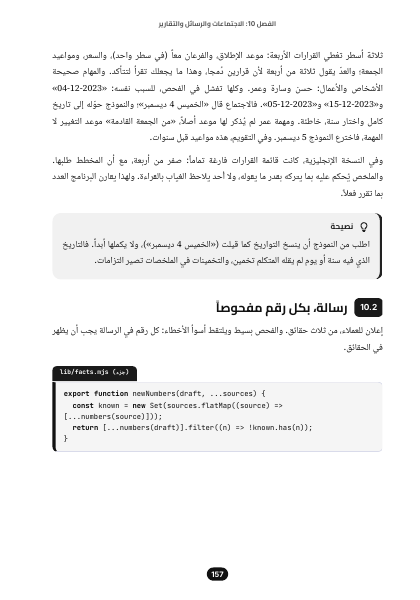 الفصل 10: الاجتماعات والرسائل والتقارير
ثلاثة أسطر تغطي القرارات الأربعة: موعد الإطلاق، والفرعان معاً (في سطر واحد)، والسعر، ومواعيد
الجمعة؛ والعدّ يقول ثلاثة من أربعة لأن قرارين دُمجا، وهذا ما يجعلك تقرأ لتتأكد. والمهام صحيحة
الأشخاص والأعمال: حسن وسارة وعمر. وكلها تفشل في الفحص، للسبب نفسه: «2023-12-04»
و«2023-12-15» و«2023-12-05». فالاجتماع قال «الخميس 4 ديسمبر»؛ والنموذج حوّله إلى تاريخ
كامل واختار سنة، خاطئة. ومهمة عمر لم يُذكر لها موعد أصلاً، «من الجمعة القادمة» موعد التغيير لا
المهمة، فاخترع النموذج 5 ديسمبر. وفي التقويم، هذه مواعيد قبل سنوات.
وفي النسخة الإنجليزية، كانت قائمة القرارات فارغة تماماً: صفر من أربعة، مع أن المخطط طلبها.
والملخص يُحكم عليه بما يتركه بقدر ما يقوله، ولا أحد يلاحظ الغياب بالقراءة. ولهذا يقارن البرنامج العدد
بما تقرر فعلاً.
نصيحة
اطلب من النموذج أن ينسخ التواريخ كما قيلت («الخميس 4 ديسمبر»)، ولا يكملها أبداً. فالتاريخ
الذي فيه سنة أو يوم لم يقله المتكلم تخمين، والتخمينات في الملخصات تصير التزامات.
10.2 رسالة، بكل رقم مفحوصاً
إعلان للعملاء، من ثلاث حقائق. والفحص بسيط ويلتقط أسوأ الأخطاء: كل رقم في الرسالة يجب أن يظهر
في الحقائق.
lib/facts.mjs (جزء)
export function newNumbers(draft, ...sources) {
  const known = new Set(sources.flatMap((source) =>
[...numbers(source)]));
  return [...numbers(draft)].filter((n) => !known.has(n));
}
157